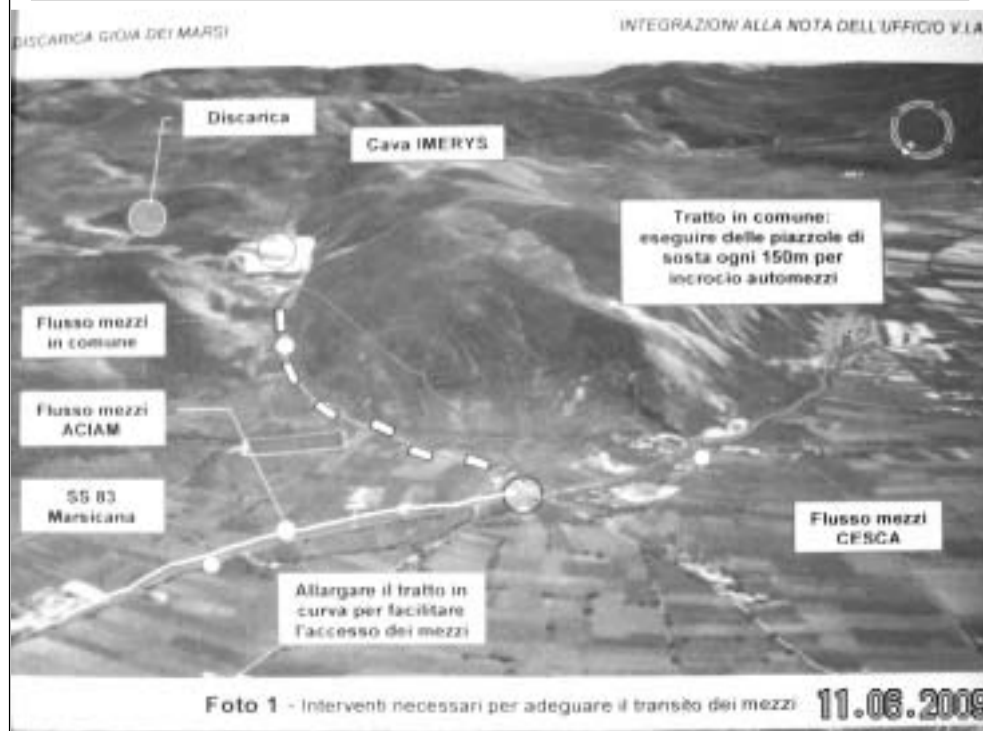 DISCARICA GIOIA DEI MARSI
INTEGRAZIONI ALLA NOTA DELL'UFFICIO V.I.A
Discarica
Cava IMERYS
Tratto in comune:
eseguire delle piazzole di
sosta ogni 150m per
incrocio automezzi
Flusso mezzi
in comune
Flusso mezzi
ACIAM
SS 83
Marsicana
Flusso mezzi
CESCA
Allargare il tratto in
curva per facilitare
l'accesso dei mezzi
Foto 1 - Interventi necessari per adeguare il transito dei mezzi
11.06.2009